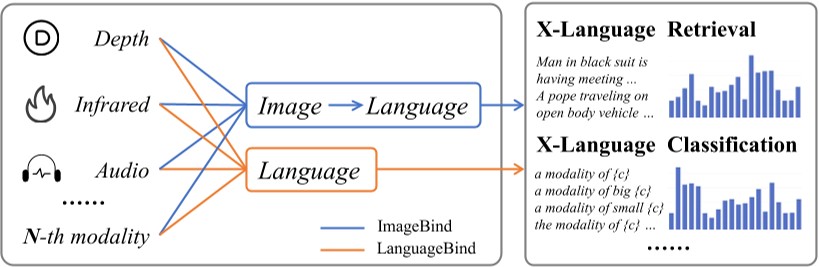 D
Depth
Infrared
Audio
......
N-th modality
Image → Language
Language
ImageBind
LanguageBind
X-Language Retrieval
Man in black suit is
having meeting ...
A pope traveling on
open body vehicle ...
X-Language Classification
a modality of {c}
a modality of big {c}
a modality of small {c}
the modality of {c} ...
......